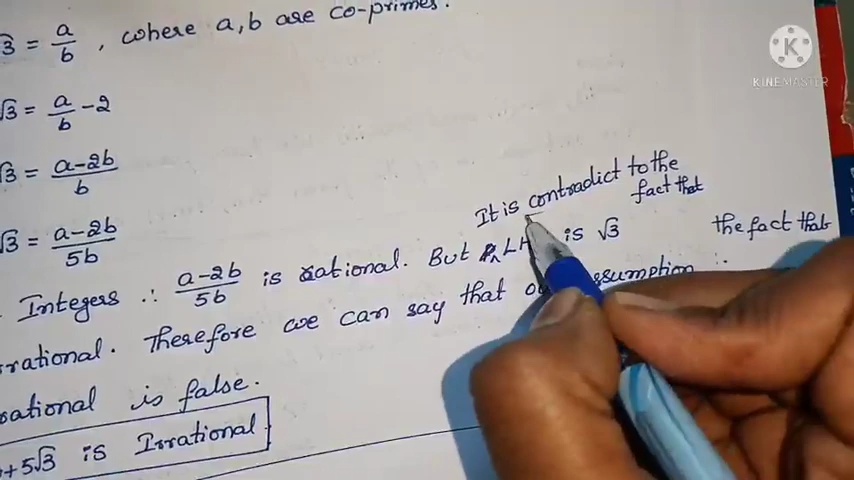 √3 = a/b , where a,b are co-primes.
√3 = a/b - 2
√3 = a-2b/b
√3 = a-2b/5b
It is contradict to the
fact that
Integers ∴ a-2b/5b is rational. But LH is √3
the fact that
rational. Therefore we can say that assumption
rational is false.
+5√3 is Irrational
KINEMASTER